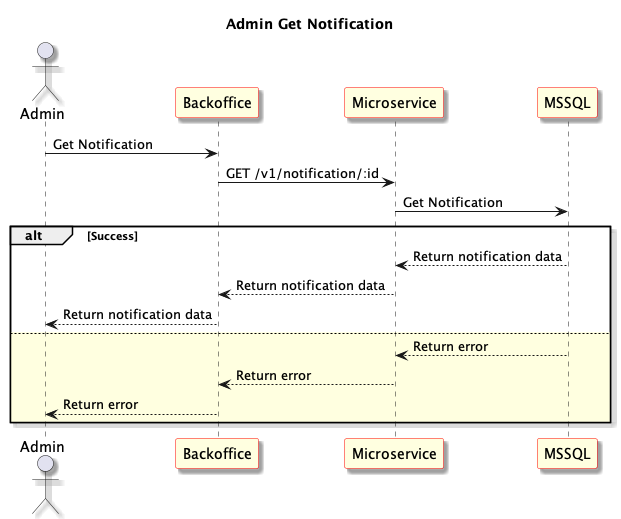 Admin Get Notification
Admin
Backoffice
Microservice
MSSQL
Get Notification
GET /v1/notification/:id
Get Notification
alt [Success]
Return notification data
Return notification data
Return notification data
Return error
Return error
Return error
Admin
Backoffice
Microservice
MSSQL